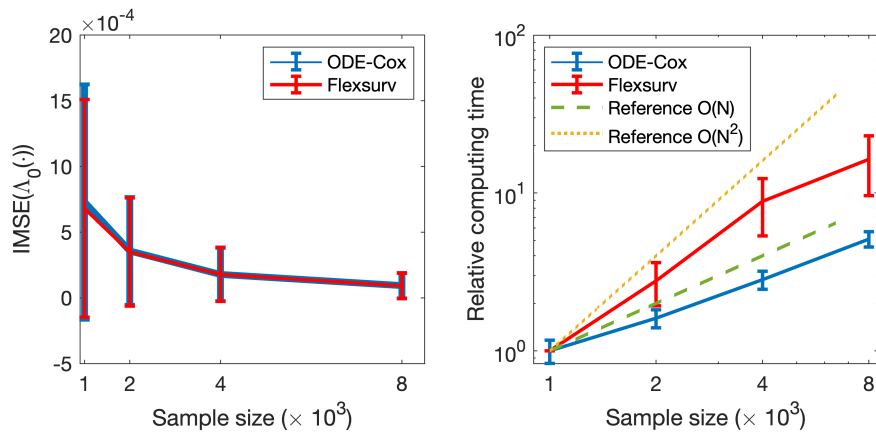 ×10⁻⁴
20
15
10
5
0
-5
IMSE(Λ₀(·))
1 2 4 8
Sample size (× 10³)
ODE-Cox
Flexsurv
10²
10¹
10⁰
Relative computing time
1 2 4 8
Sample size (× 10³)
ODE-Cox
Flexsurv
Reference O(N)
Reference O(N²)